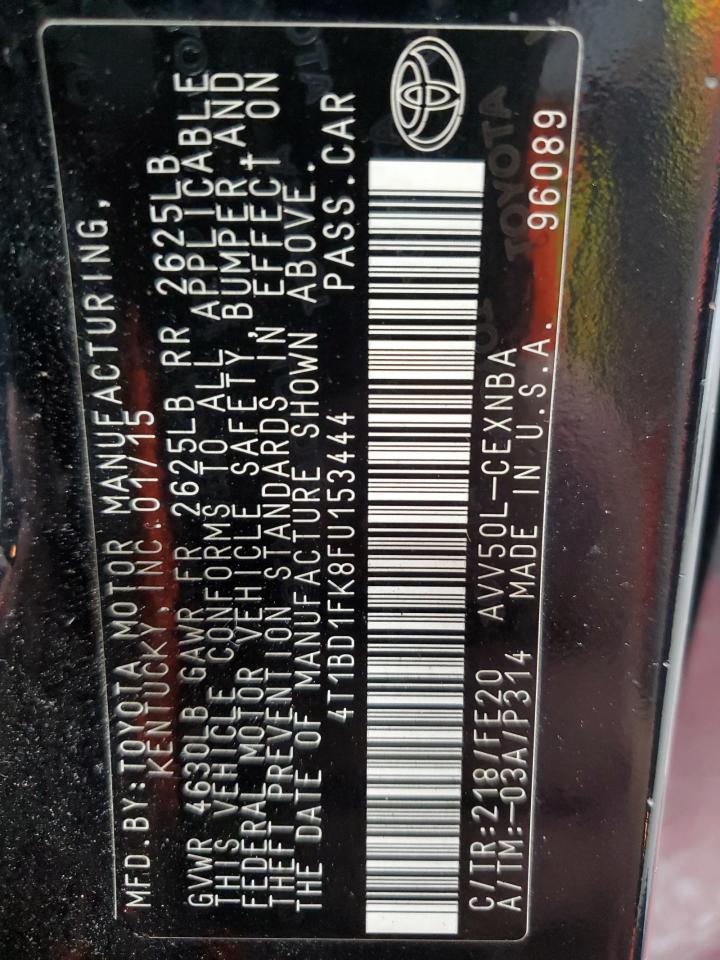 MFD.BY:TOYOTA MOTOR MANUFACTURING,
KENTUCKY,INC.01/15
GVWR 4630LB GAWR FR 2625LB RR 2625LB
THIS VEHICLE CONFORMS TO ALL APPLICABLE
FEDERAL MOTOR VEHICLE SAFETY,BUMPER,AND
THEFT PREVENTION STANDARDS IN EFFECT ON
THE DATE OF MANUFACTURE SHOWN ABOVE.
4T1BD1FK8FU153444 PASS.CAR
C/TR:218/FE20 AVV50L-CEXNBA
A/TM:-03A/P314 MADE IN U.S.A. 96089
TOYOTA